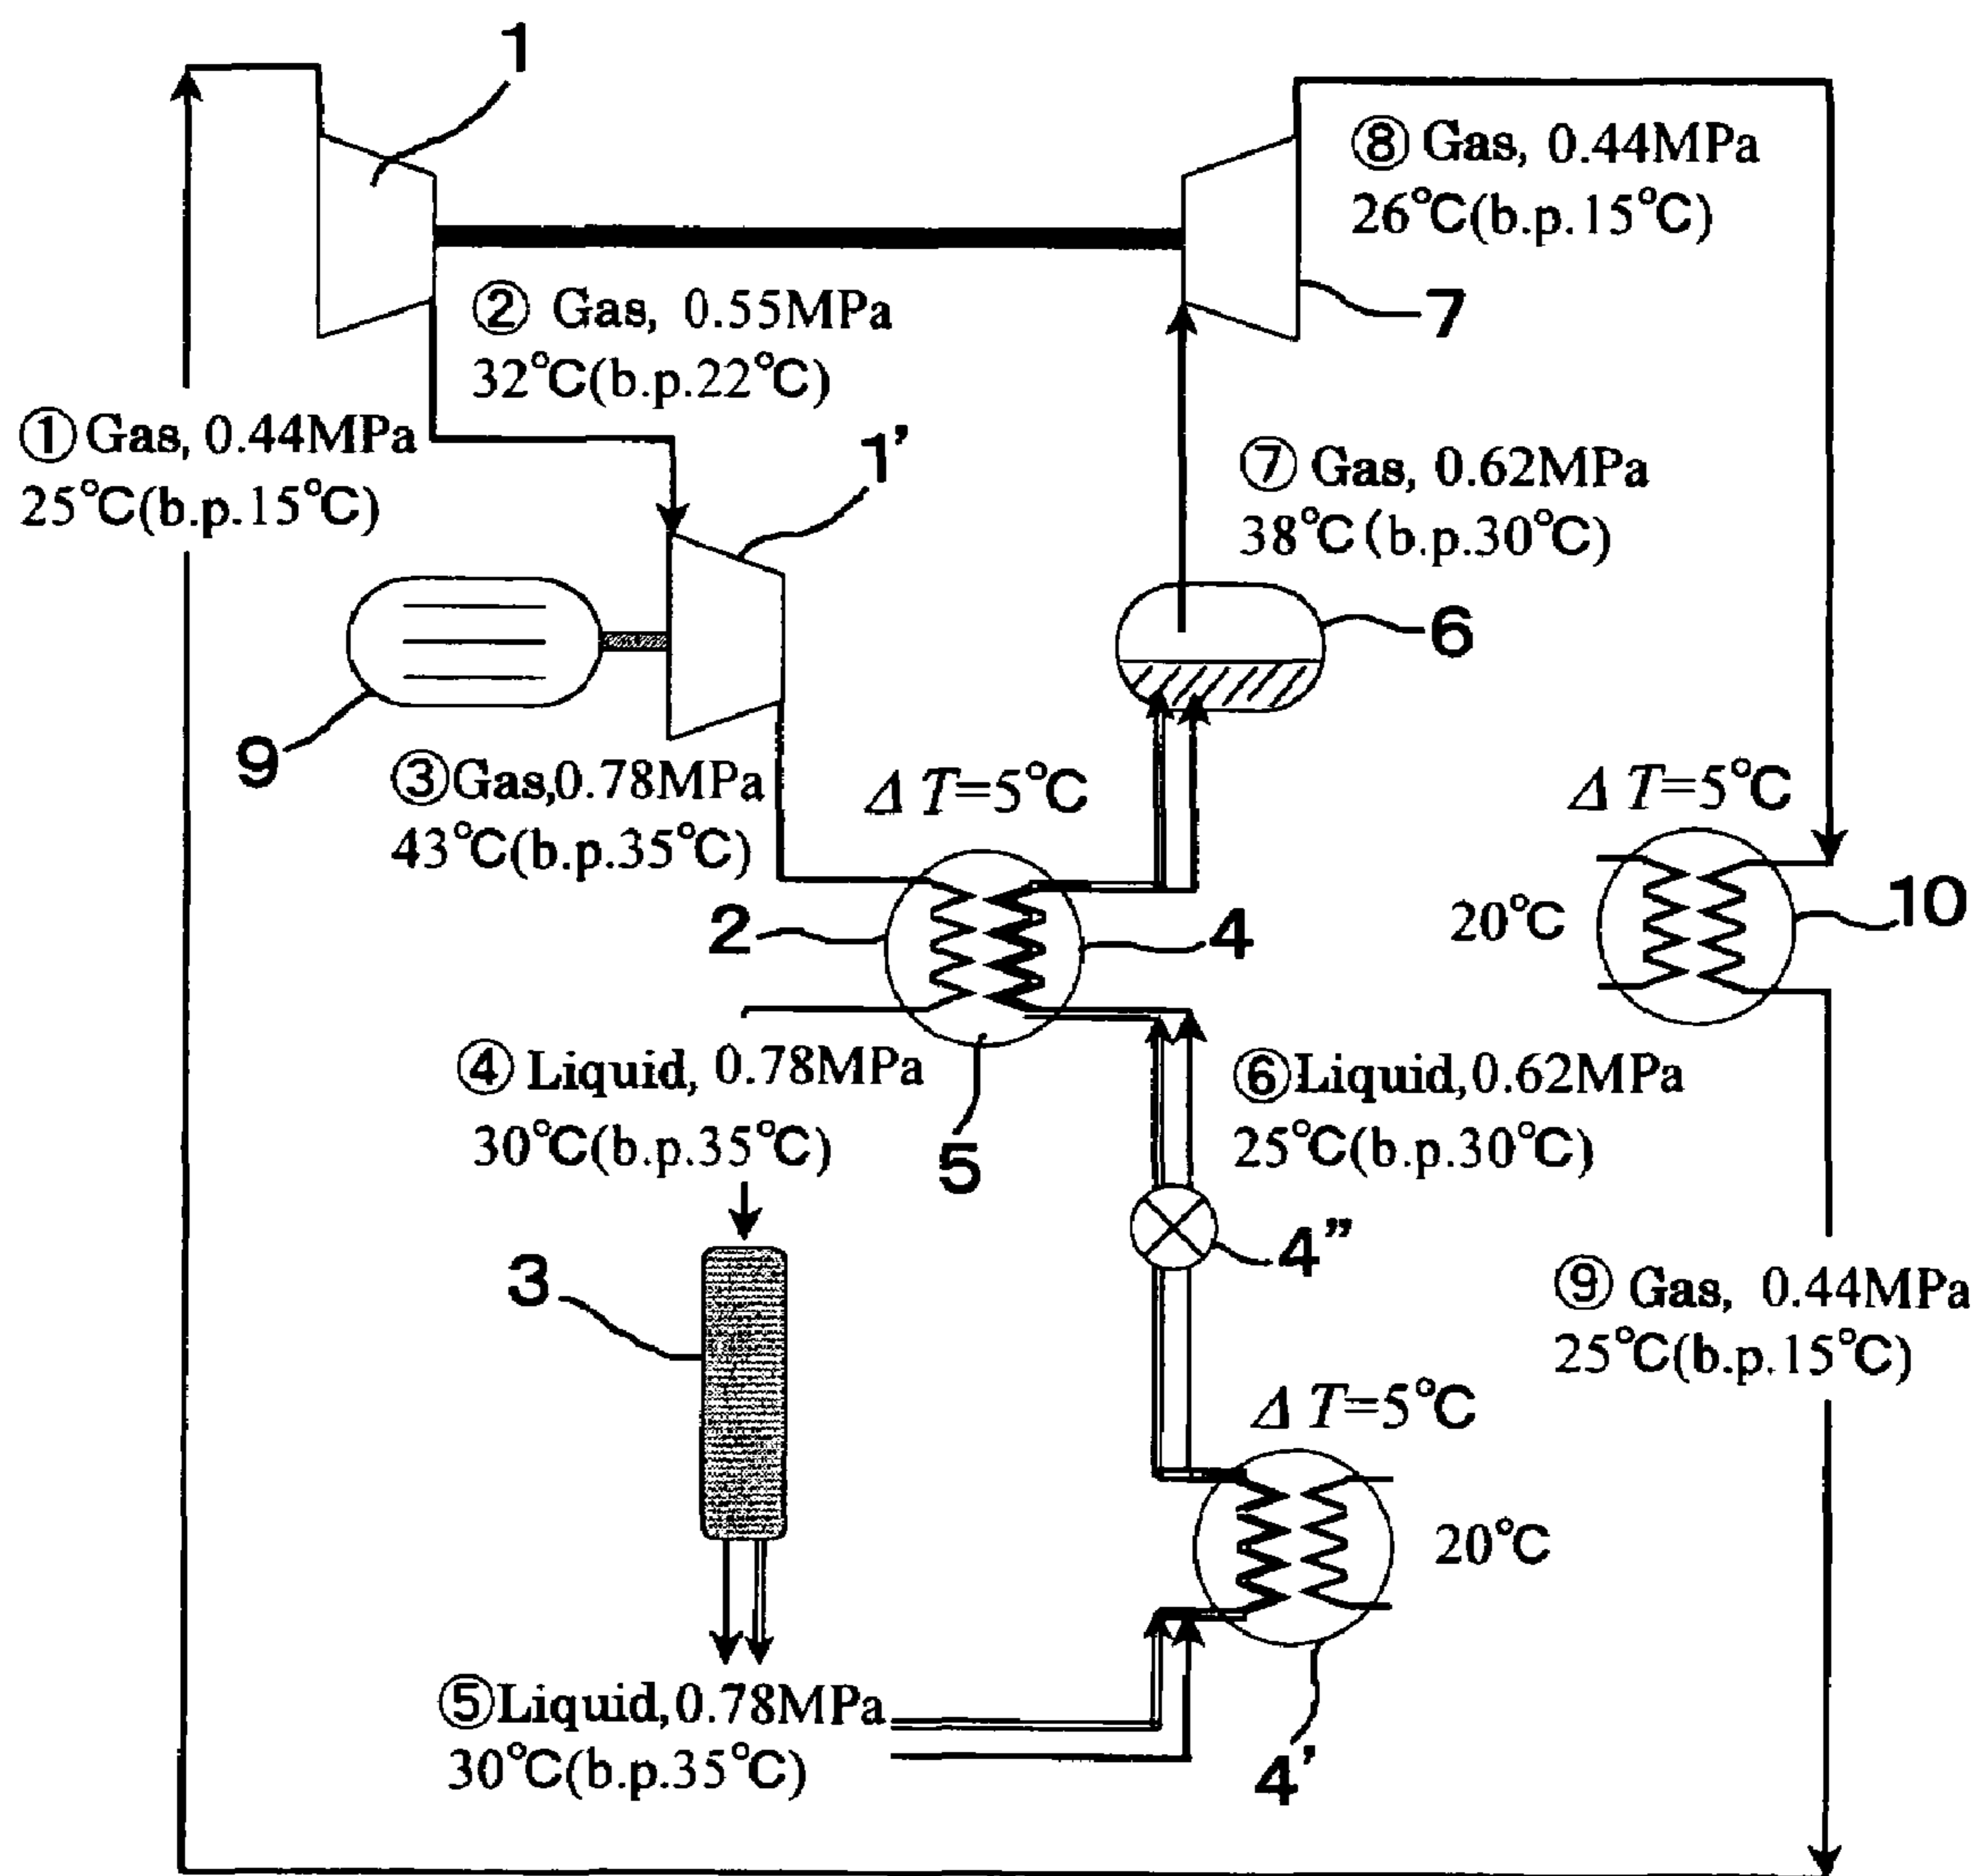 1
⑧ Gas, 0.44MPa
26℃(b.p.15℃)
② Gas, 0.55MPa
32℃(b.p.22℃)
7
① Gas, 0.44MPa
25℃(b.p.15℃)
1'
⑦ Gas, 0.62MPa
38℃(b.p.30℃)
6
9
③Gas,0.78MPa
43℃(b.p.35℃)
Δ T=5℃
Δ T=5℃
2
4
20℃
10
④ Liquid, 0.78MPa
30℃(b.p.35℃)
5
⑥Liquid,0.62MPa
25℃(b.p.30℃)
4”
3
⑨ Gas, 0.44MPa
25℃(b.p.15℃)
Δ T=5℃
20℃
⑤Liquid,0.78MPa
30℃(b.p.35℃)
4'